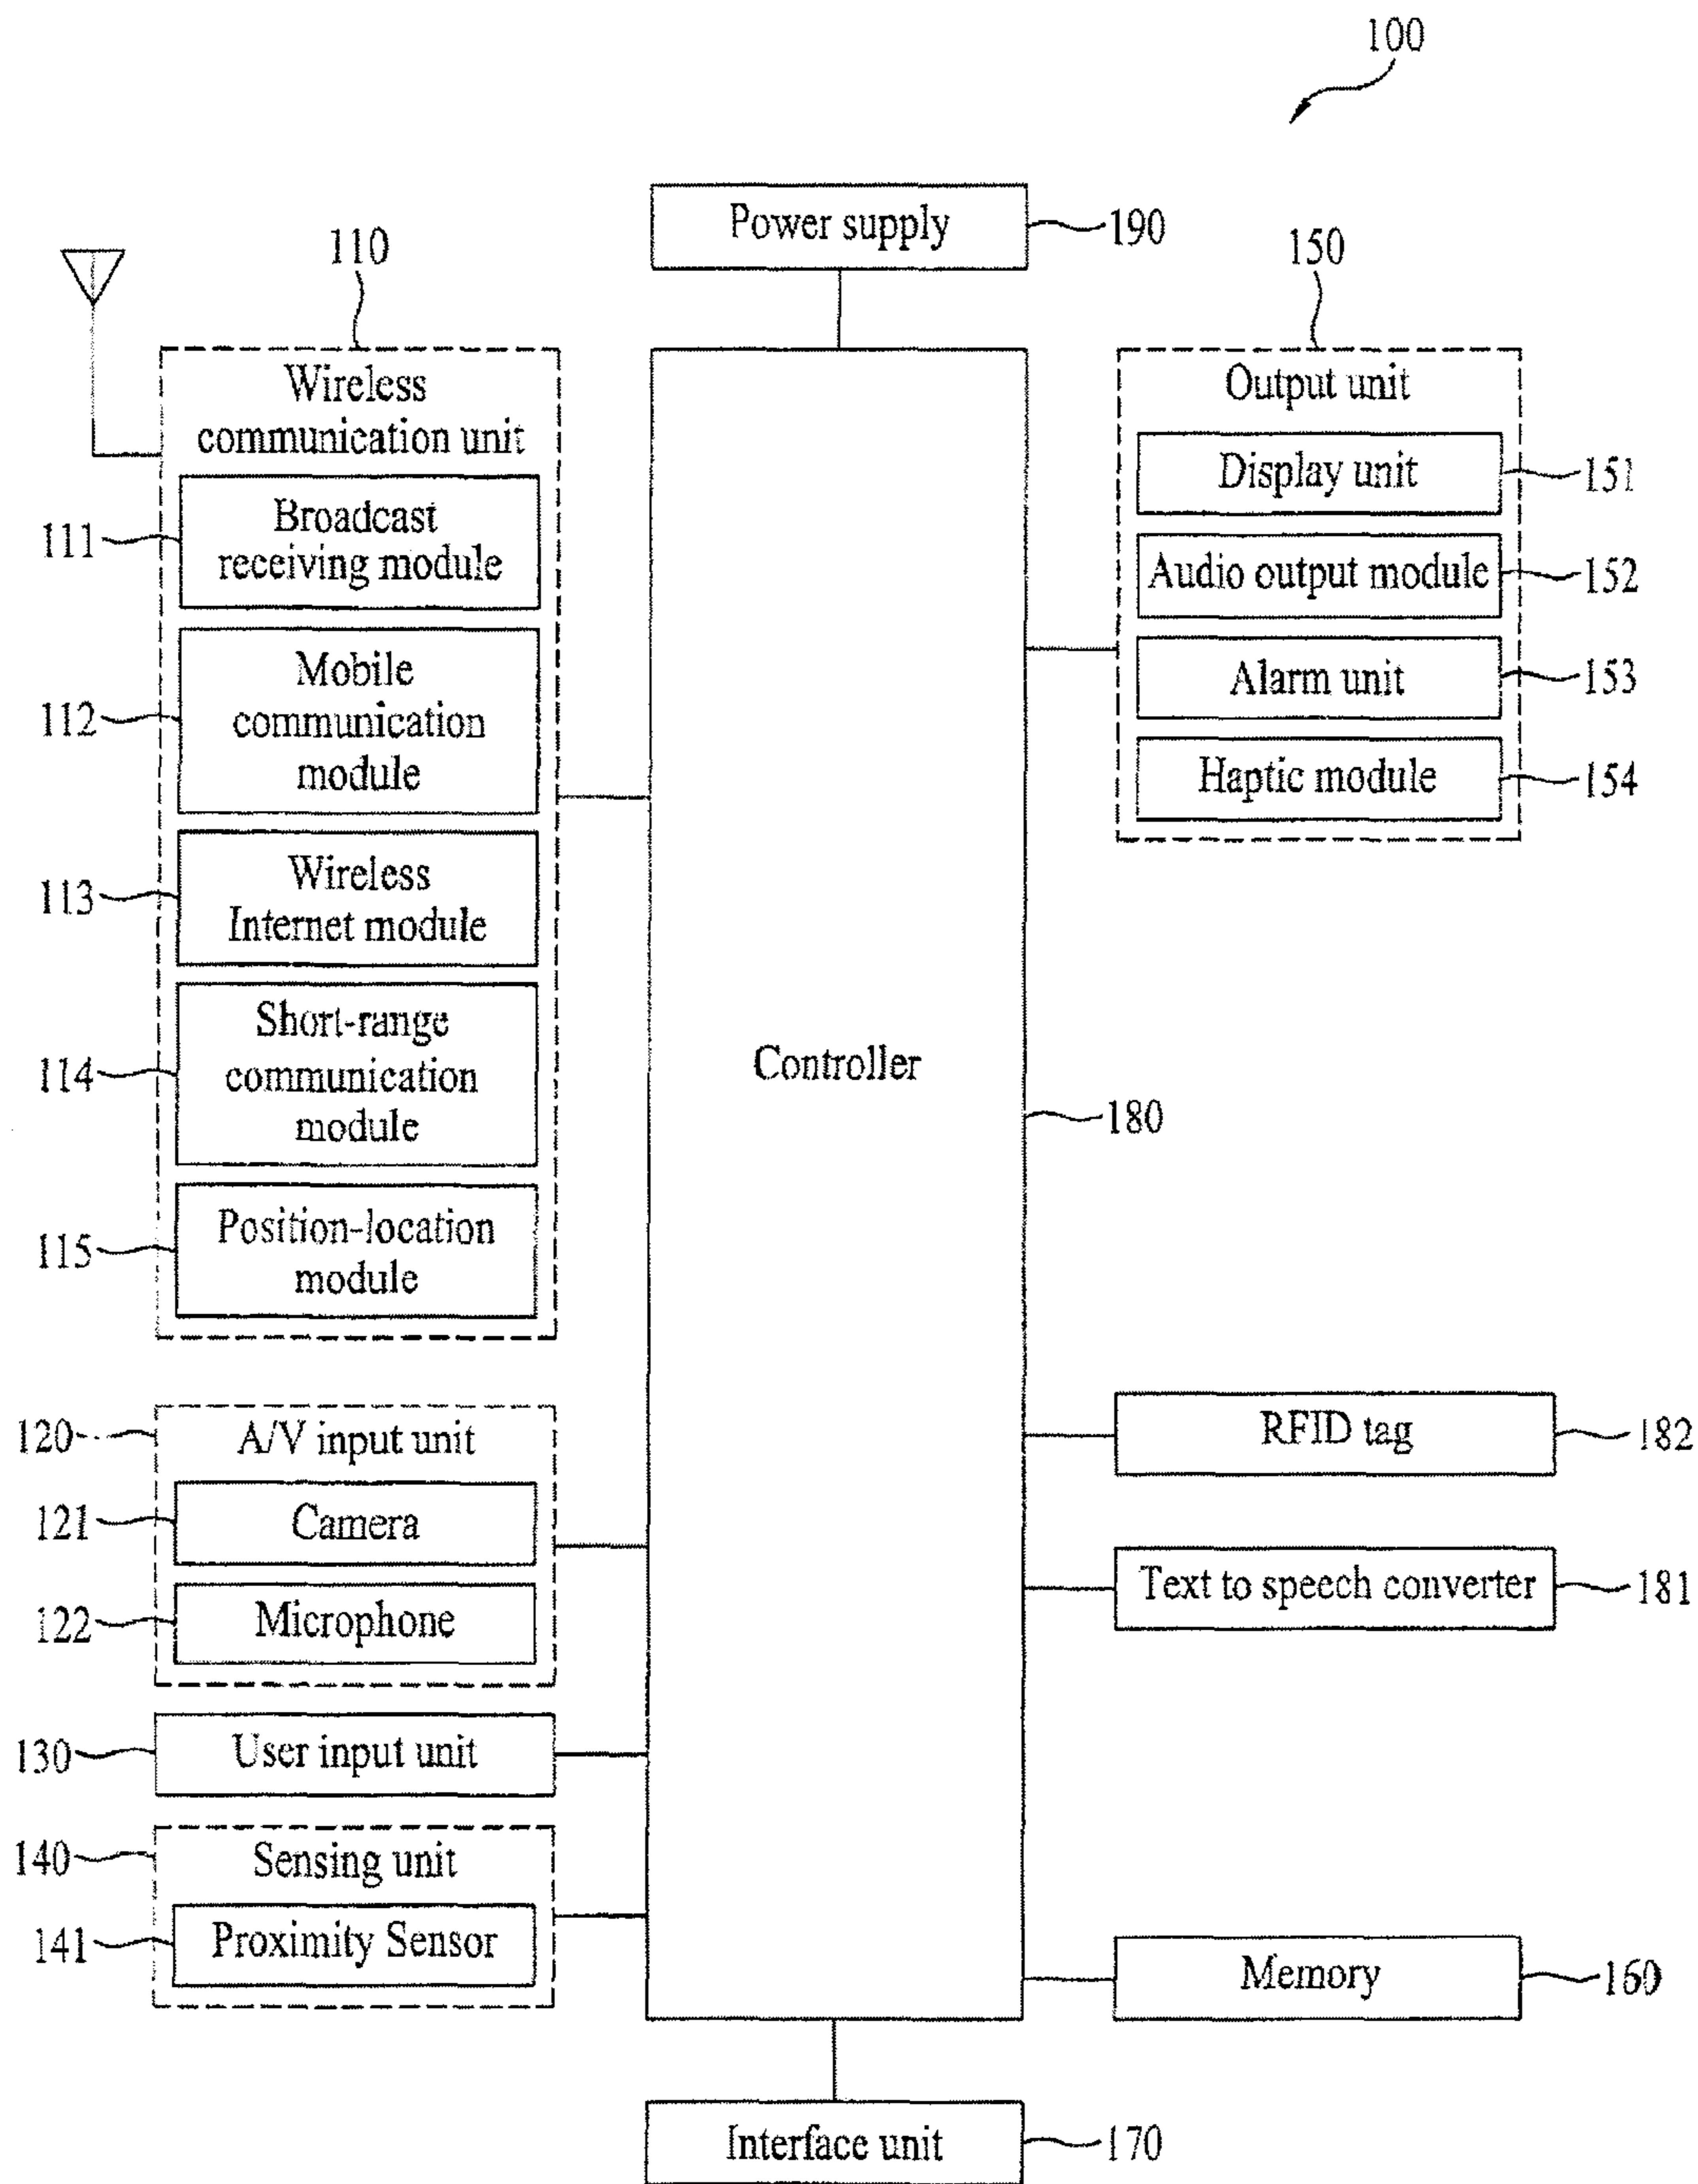 100
Power supply
190
110
Wireless
communication unit
111
Broadcast
receiving module
112
Mobile
communication
module
113
Wireless
Internet module
114
Short-range
communication
module
115
Position-location
module
120
A/V input unit
121
Camera
122
Microphone
130
User input unit
140
Sensing unit
141
Proximity Sensor
Controller
180
150
Output unit
Display unit
151
Audio output module
152
Alarm unit
153
Haptic module
154
RFID tag
182
Text to speech converter
181
Memory
160
Interface unit
170